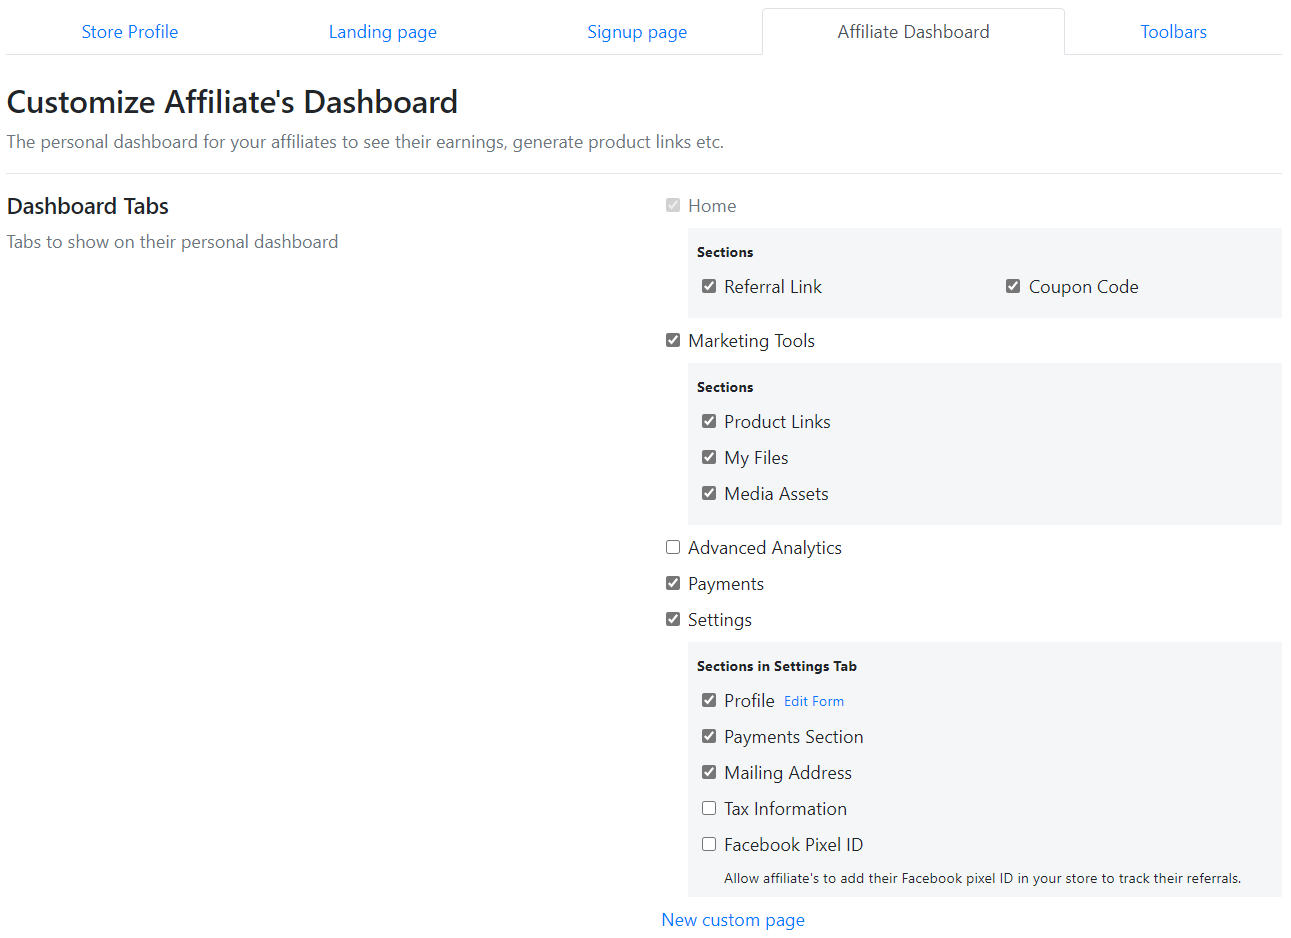 Store Profile Landing page Signup page Affiliate Dashboard Toolbars
Customize Affiliate's Dashboard
The personal dashboard for your affiliates to see their earnings, generate product links etc.
Dashboard Tabs
Tabs to show on their personal dashboard
Home
Sections
Referral Link Coupon Code
Marketing Tools
Sections
Product Links
My Files
Media Assets
Advanced Analytics
Payments
Settings
Sections in Settings Tab
Profile Edit Form
Payments Section
Mailing Address
Tax Information
Facebook Pixel ID
Allow affiliate's to add their Facebook pixel ID in your store to track their referrals.
New custom page